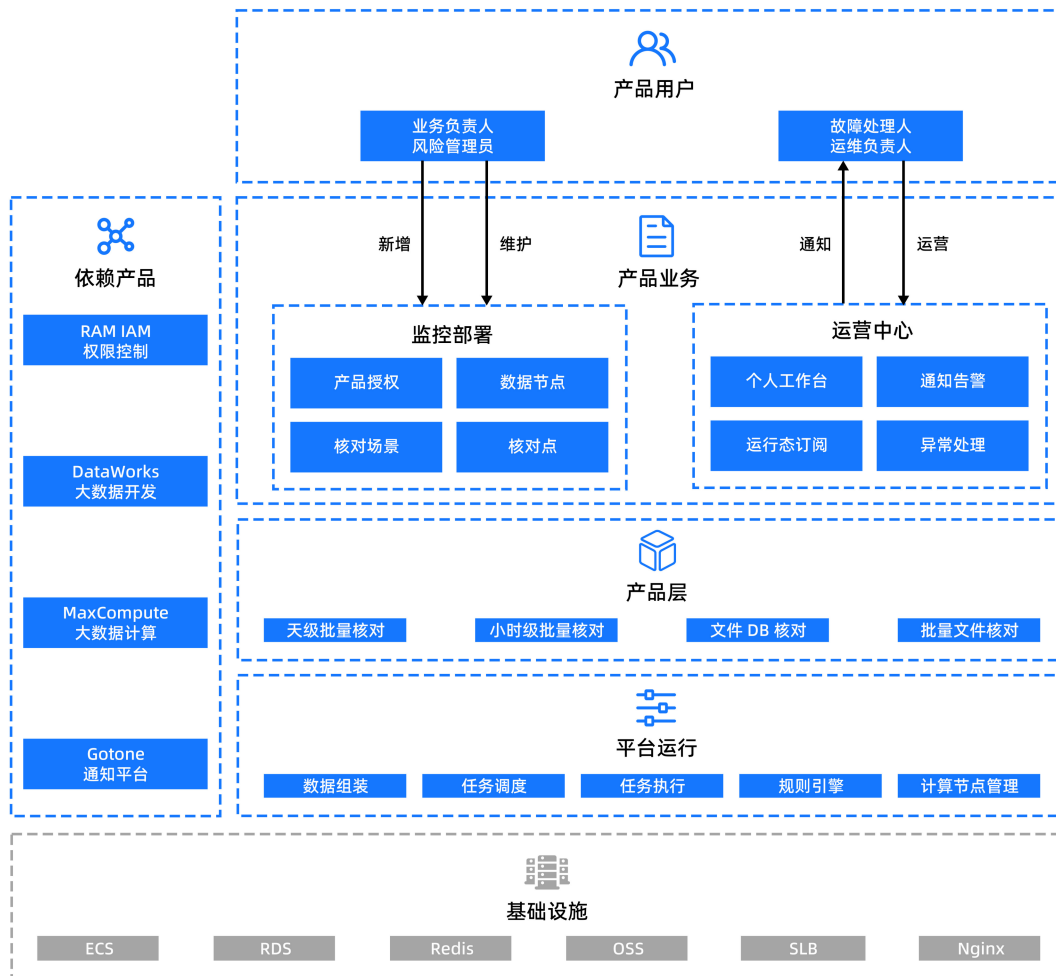 产品用户
业务负责人
风险管理员
故障处理人
运维负责人
新增
维护
通知
运营
产品业务
监控部署
产品授权
数据节点
核对场景
核对点
运营中心
个人工作台
通知告警
运行态订阅
异常处理
依赖产品
RAM IAM
权限控制
DataWorks
大数据开发
MaxCompute
大数据计算
Gotone
通知平台
产品层
天级批量核对
小时级批量核对
文件 DB 核对
批量文件核对
平台运行
数据组装
任务调度
任务执行
规则引擎
计算节点管理
基础设施
ECS
RDS
Redis
OSS
SLB
Nginx